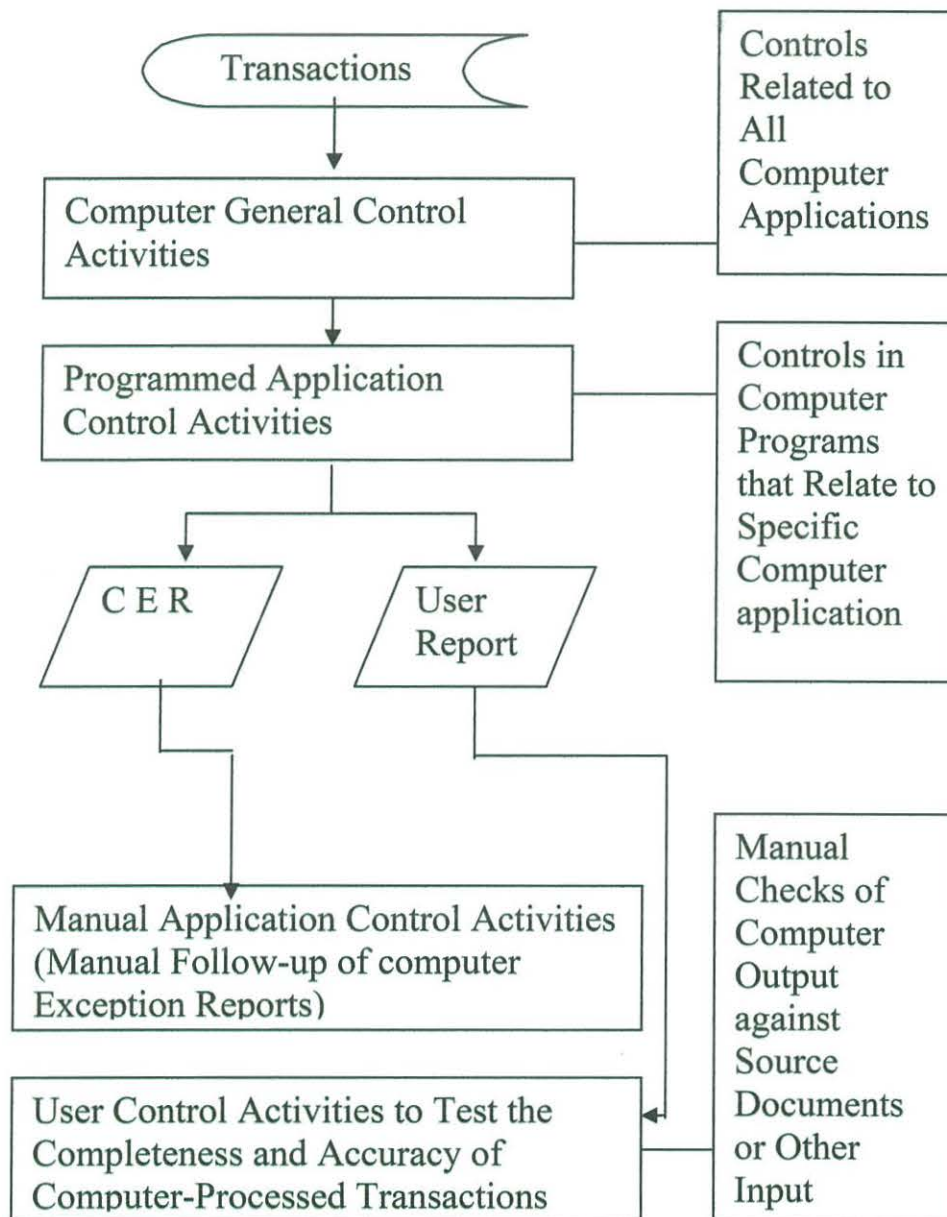 Transactions
Controls
Related to
All
Computer
Applications
Computer General Control
Activities
Programmed Application
Control Activities
Controls in
Computer
Programs
that Relate to
Specific
Computer
application
C E R
User
Report
Manual Application Control Activities
(Manual Follow-up of computer
Exception Reports)
Manual
Checks of
Computer
Output
against
Source
Documents
or Other
Input
User Control Activities to Test the
Completeness and Accuracy of
Computer-Processed Transactions